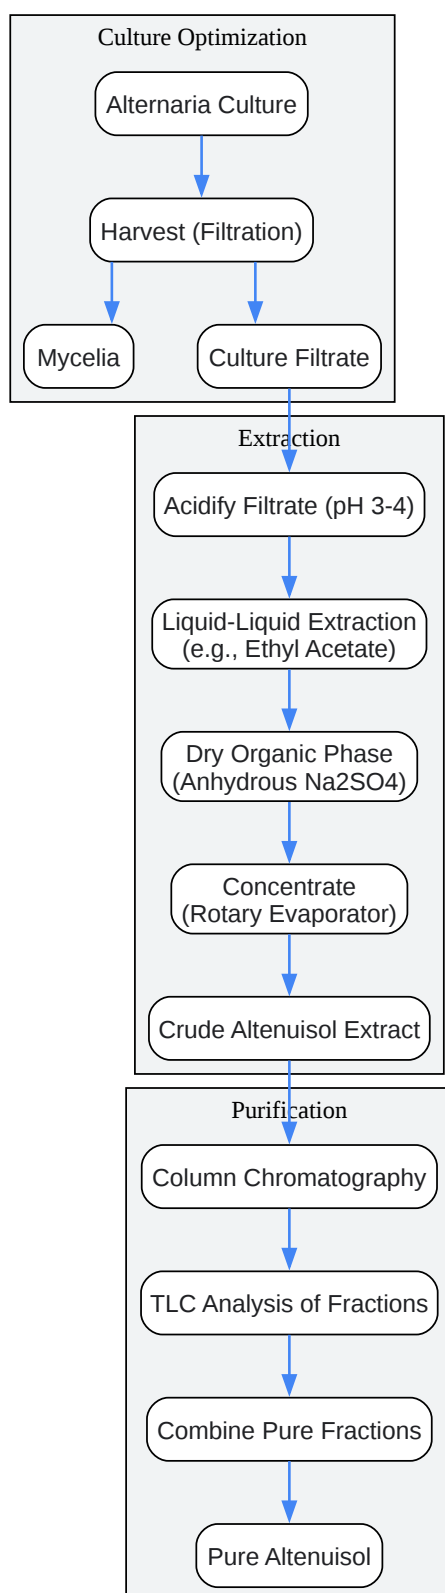 Culture Optimization
Alternaria Culture
Harvest (Filtration)
Mycelia
Culture Filtrate
Extraction
Acidify Filtrate (pH 3-4)
Liquid-Liquid Extraction
(e.g., Ethyl Acetate)
Dry Organic Phase
(Anhydrous Na2SO4)
Concentrate
(Rotary Evaporator)
Crude Altenuisol Extract
Purification
Column Chromatography
TLC Analysis of Fractions
Combine Pure Fractions
Pure Altenuisol